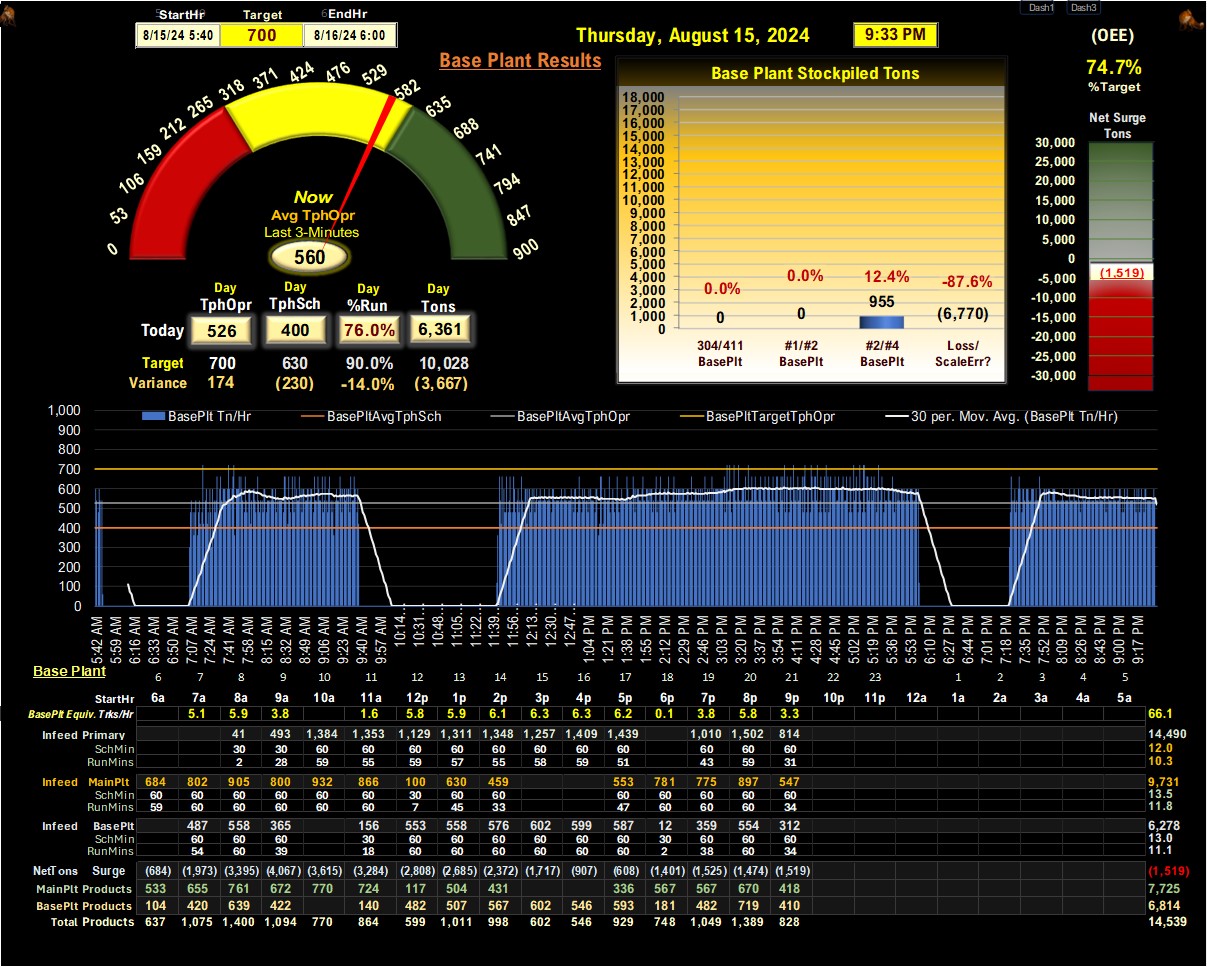 StartHr Target EndHr Dash1 Dash3
8/15/24 5:40 700 8/16/24 6:00
Thursday, August 15, 2024 9:33 PM (OEE)
Base Plant Results
74.7%
%Target
Base Plant Stockpiled Tons
Net Surge
Tons
0 53 106 159 212 265 318 371 424 476 529 582 635 688 741 794 847 900
Now
Avg TphOpr
Last 3-Minutes
560
18,000
17,000
16,000
15,000
14,000
13,000
12,000
11,000
10,000
9,000
8,000
7,000
6,000
5,000
4,000
3,000
2,000
1,000
0
0.0% 0.0% 12.4% -87.6%
0 0 955 (6,770)
304/411 #1/#2 #2/#4 Loss/
BasePlt BasePlt BasePlt ScaleErr?
30,000
25,000
20,000
15,000
10,000
5,000
0
-5,000
-10,000
-15,000
-20,000
-25,000
-30,000
(1,519)
Day Day Day Day
TphOpr TphSch %Run Tons
Today 526 400 76.0% 6,361
Target 700 630 90.0% 10,028
Variance 174 (230) -14.0% (3,667)
BasePlt Tn/Hr BasePltAvgTphSch BasePltAvgTphOpr BasePltTargetTphOpr 30 per. Mov. Avg. (BasePlt Tn/Hr)
1,000
900
800
700
600
500
400
300
200
100
0
5:42 AM 5:59 AM 6:16 AM 6:33 AM 6:50 AM 7:07 AM 7:24 AM 7:41 AM 7:58 AM 8:15 AM 8:32 AM 8:49 AM 9:06 AM 9:23 AM 9:40 AM 9:57 AM 10:14… 10:31… 10:48… 11:05… 11:22… 11:39… 11:56… 12:13… 12:30… 12:47… 1:04 PM 1:21 PM 1:38 PM 1:55 PM 2:12 PM 2:29 PM 2:46 PM 3:03 PM 3:20 PM 3:37 PM 3:54 PM 4:11 PM 4:28 PM 4:45 PM 5:02 PM 5:19 PM 5:36 PM 5:53 PM 6:10 PM 6:27 PM 6:44 PM 7:01 PM 7:18 PM 7:35 PM 7:52 PM 8:09 PM 8:26 PM 8:43 PM 9:00 PM 9:17 PM
Base Plant
6 7 8 9 10 11 12 13 14 15 16 17 18 19 20 21 22 23 12 1 2 3 4 5
StartHr 6a 7a 8a 9a 10a 11a 12p 1p 2p 3p 4p 5p 6p 7p 8p 9p 10p 11p 12a 1a 2a 3a 4a 5a
BasePlt Equiv. Trks/Hr 5.1 5.9 3.8 1.6 5.8 5.9 6.1 6.3 6.3 6.2 0.1 3.8 5.8 3.3 66.1
Infeed Primary 41 493 1,384 1,353 1,129 1,311 1,348 1,257 1,409 1,439 1,010 1,502 814 14,490
SchMin 30 30 60 60 60 60 60 60 60 60 60 60 60 12.0
RunMins 2 28 59 55 59 57 55 58 59 51 43 59 31 10.3
Infeed MainPlt 684 802 905 800 932 866 100 630 459 553 781 775 897 547 9,731
SchMin 60 60 60 60 60 60 30 60 60 60 60 60 60 60 13.5
RunMins 59 60 60 60 60 60 7 45 33 47 60 60 60 34 11.8
Infeed BasePlt 487 558 365 156 553 558 576 602 599 587 12 359 554 312 6,278
SchMin 60 60 60 30 60 60 60 60 60 60 30 60 60 60 13.0
RunMins 54 60 39 18 60 60 60 60 60 60 2 38 60 34 11.1
NetTons Surge (684) (1,973) (3,395) (4,067) (3,615) (3,284) (2,808) (2,685) (2,372) (1,717) (907) (608) (1,401) (1,525) (1,474) (1,519) (1,519)
MainPlt Products 533 655 761 672 770 724 117 504 431 336 567 567 670 418 7,725
BasePlt Products 104 420 639 422 140 482 507 567 602 546 593 181 482 719 410 6,814
Total Products 637 1,075 1,400 1,094 770 864 599 1,011 998 602 546 929 748 1,049 1,389 828 14,539